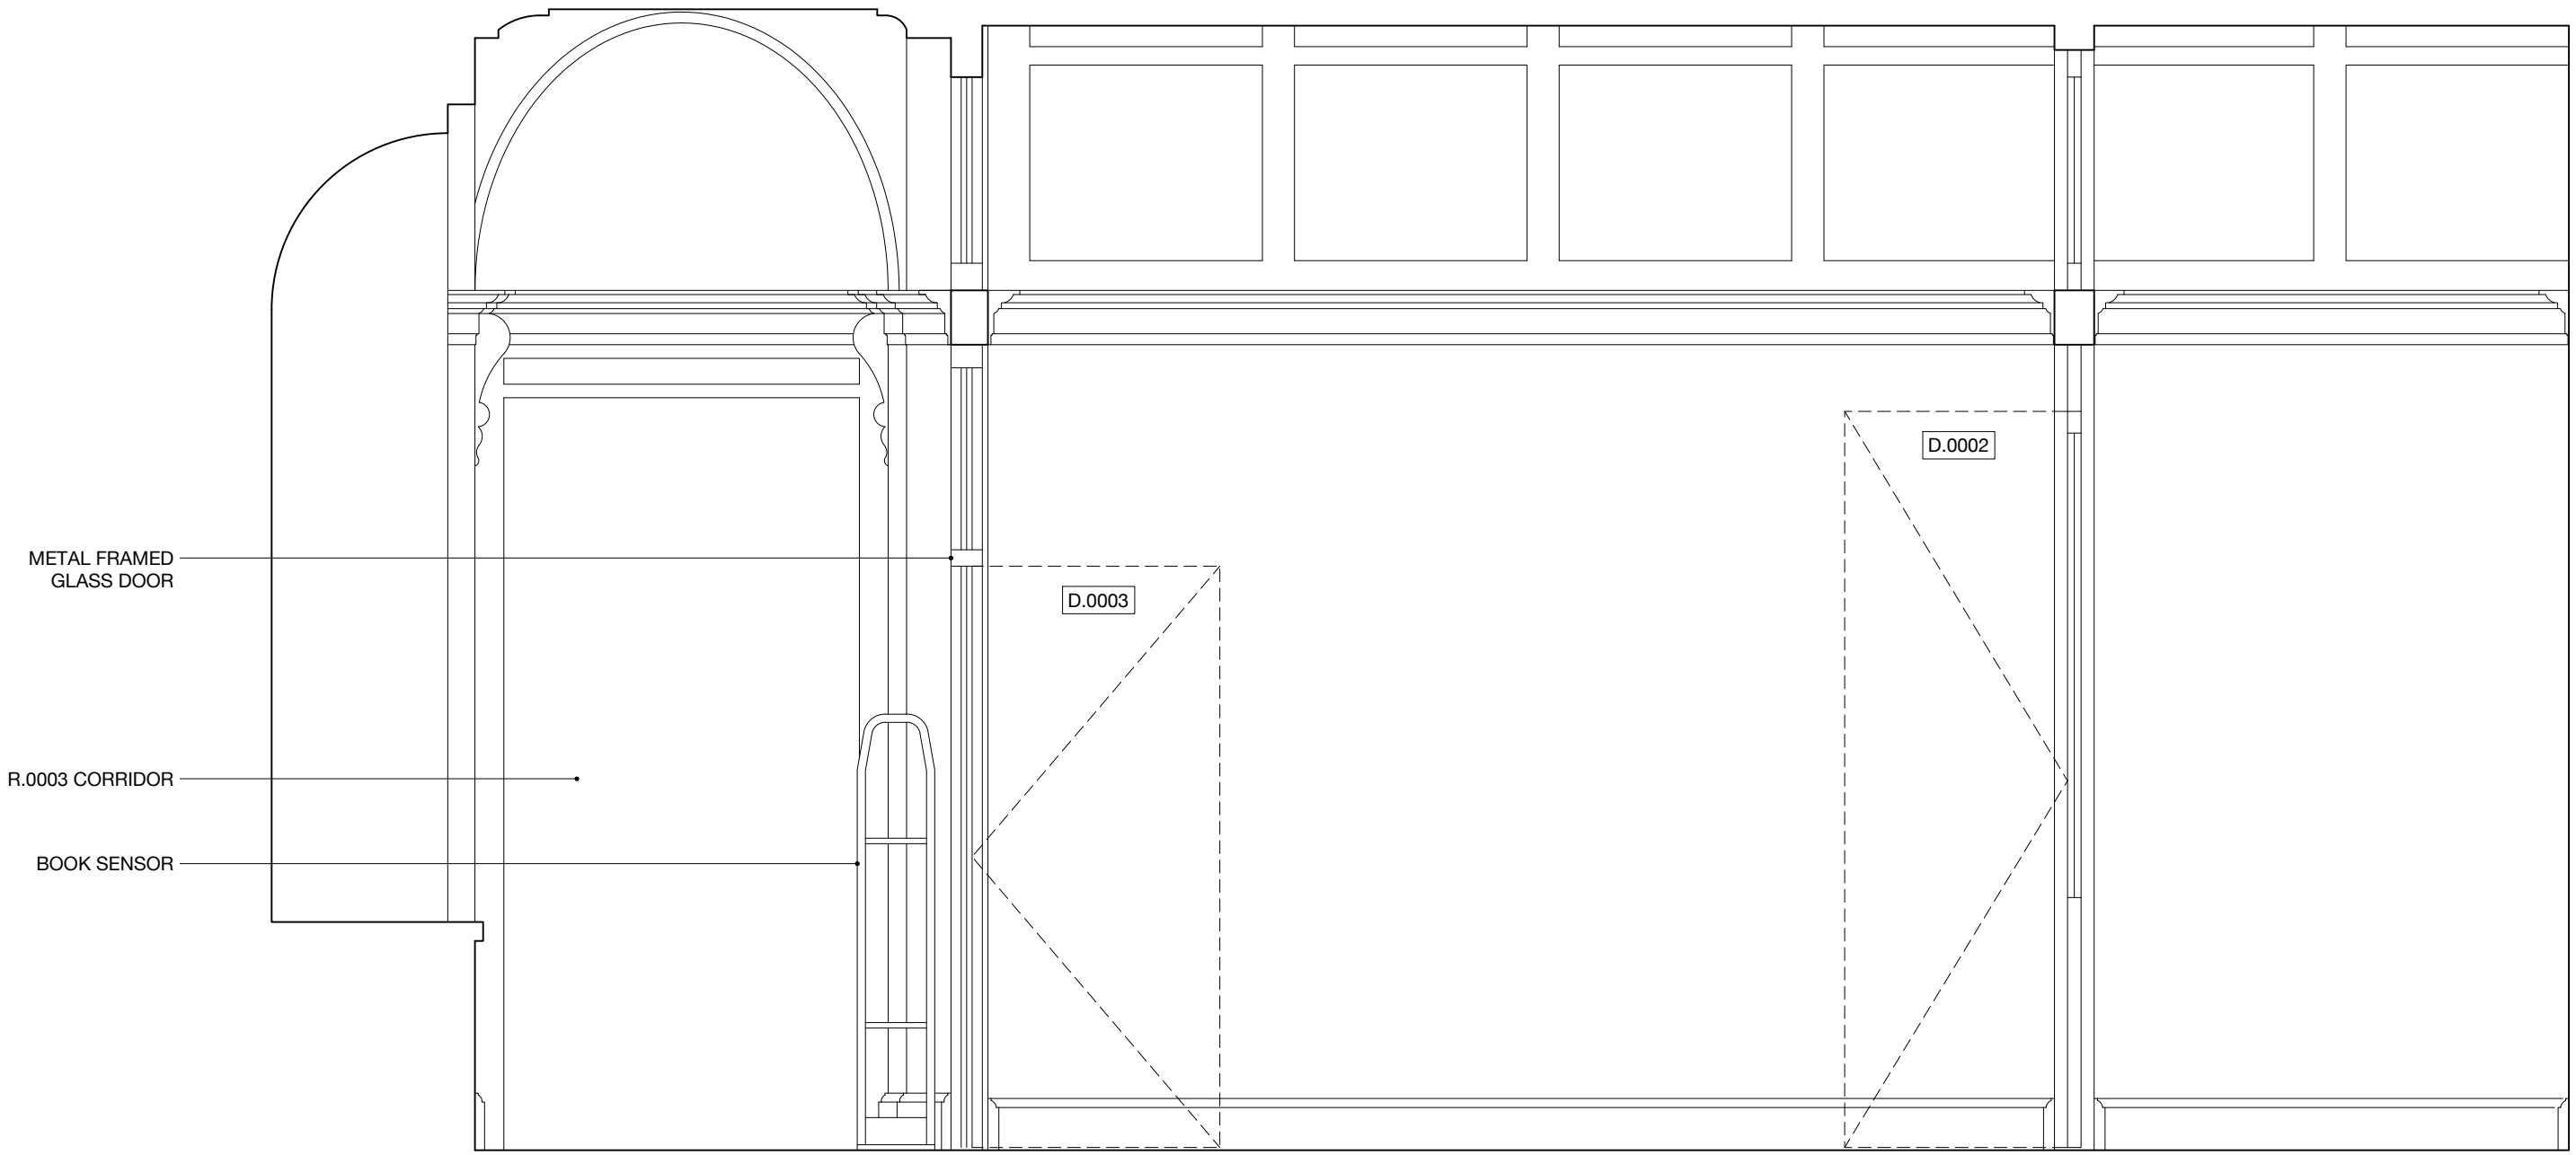 D.0002
METAL FRAMED
GLASS DOOR
D.0003
R.0003 CORRIDOR
BOOK SENSOR